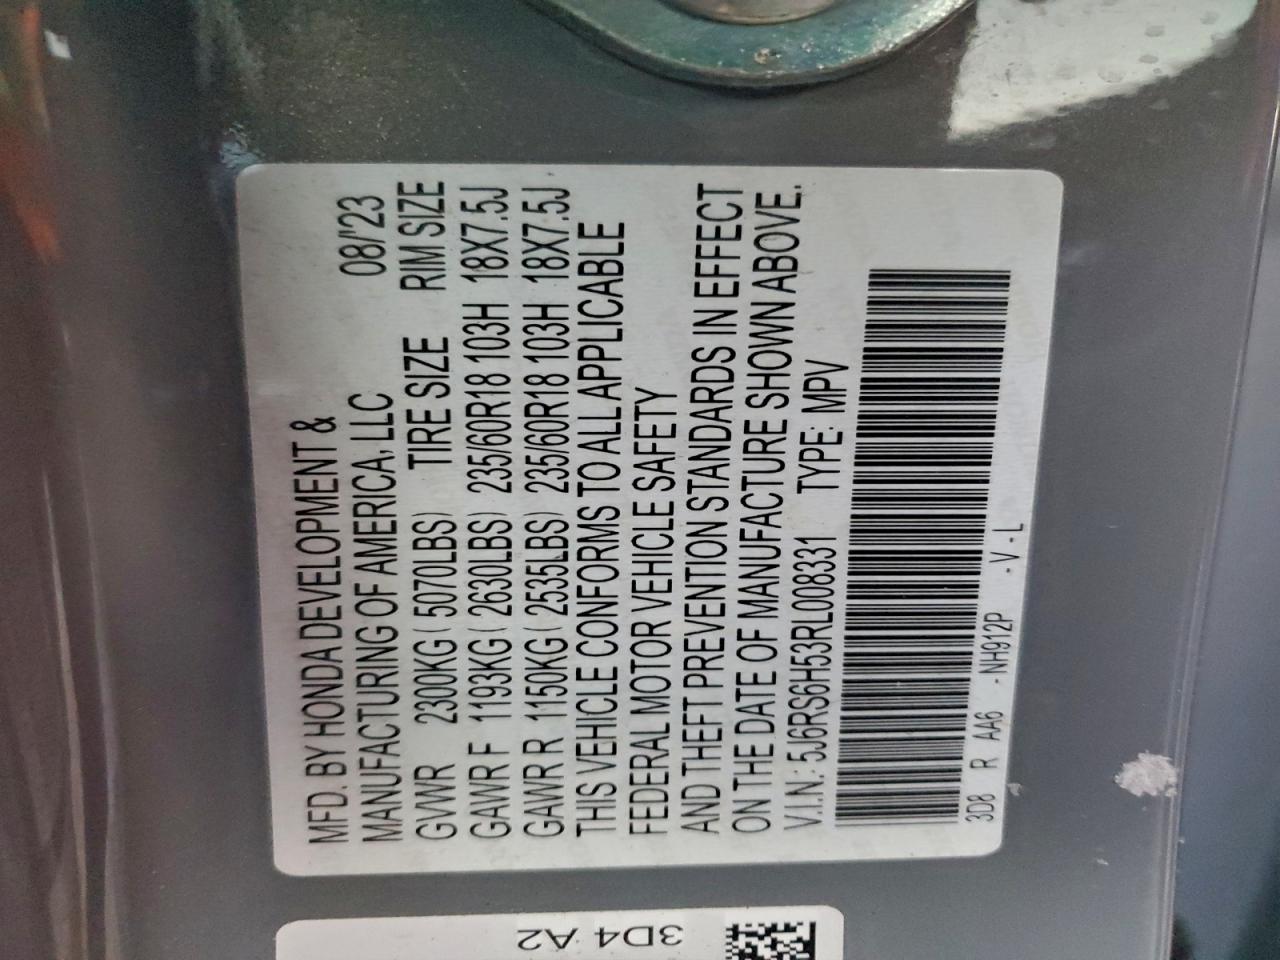 MFD. BY HONDA DEVELOPMENT &
MANUFACTURING OF AMERICA, LLC 08/'23
GVWR 2300KG ( 5070LBS) TIRE SIZE RIM SIZE
GAWR F 1193KG ( 2630LBS) 235/60R18 103H 18X7.5J
GAWR R 1150KG ( 2535LBS) 235/60R18 103H 18X7.5J
THIS VEHICLE CONFORMS TO ALL APPLICABLE
FEDERAL MOTOR VEHICLE SAFETY
AND THEFT PREVENTION STANDARDS IN EFFECT
ON THE DATE OF MANUFACTURE SHOWN ABOVE.
V.I.N.: 5J6RS6H53RL008331 TYPE: MPV
3D8 R AA6 - NH912P - V - L
-
3D4 A2